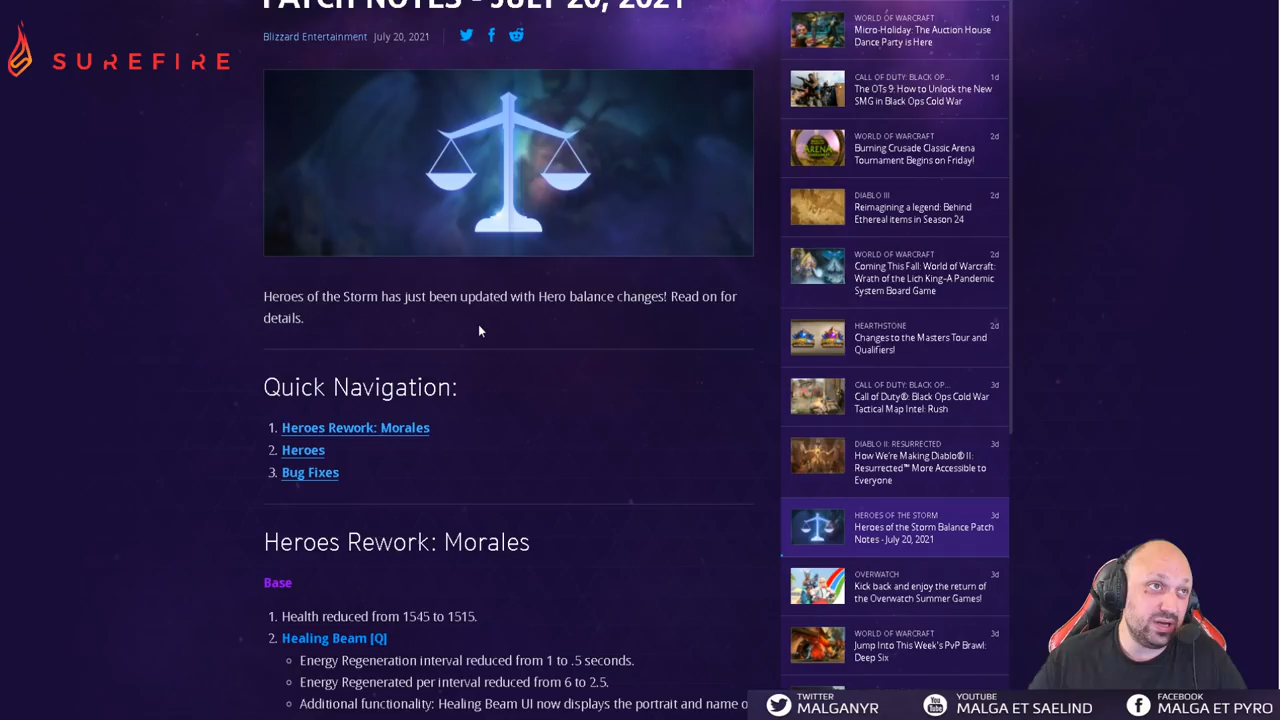 PATCH NOTES - JULY 20, 2021
Blizzard Entertainment July 20, 2021
SUREFIRE
Heroes of the Storm has just been updated with Hero balance changes! Read on for
details.
Quick Navigation:
1. Heroes Rework: Morales
2. Heroes
3. Bug Fixes
Heroes Rework: Morales
Base
1. Health reduced from 1545 to 1515.
2. Healing Beam [Q]
Energy Regeneration interval reduced from 1 to .5 seconds.
Energy Regenerated per interval reduced from 6 to 2.5.
Additional functionality: Healing Beam UI now displays the portrait and name o
WORLD OF WARCRAFT 1d
Micro-Holiday: The Auction House
Dance Party is Here
CALL OF DUTY: BLACK OP... 1d
The OTs 9: How to Unlock the New
SMG in Black Ops Cold War
WORLD OF WARCRAFT 2d
Burning Crusade Classic Arena
Tournament Begins on Friday!
DIABLO III 2d
Reimagining a legend: Behind
Ethereal items in Season 24
WORLD OF WARCRAFT 2d
Coming This Fall: World of Warcraft:
Wrath of the Lich King–A Pandemic
System Board Game
HEARTHSTONE 2d
Changes to the Masters Tour and
Qualifiers!
CALL OF DUTY: BLACK OP... 3d
Call of Duty®: Black Ops Cold War
Tactical Map Intel: Rush
DIABLO II: RESURRECTED 3d
How We're Making Diablo® II:
Resurrected™ More Accessible to
Everyone
HEROES OF THE STORM 3d
Heroes of the Storm Balance Patch
Notes - July 20, 2021
OVERWATCH 3d
Kick back and enjoy the return of
the Overwatch Summer Games!
WORLD OF WARCRAFT 3d
Jump Into This Week's PvP Brawl:
Deep Six
TWITTER
MALGANYR
YOUTUBE
MALGA ET SAELIND
FACEBOOK
MALGA ET PYRO